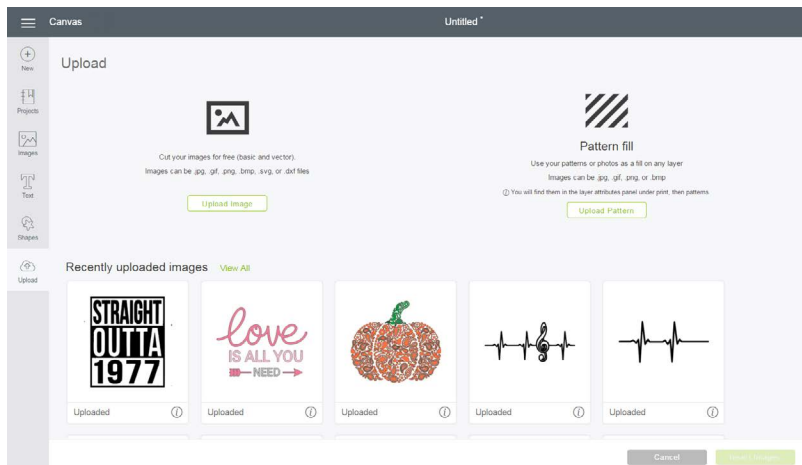 Canvas
Untitled *
New
Projects
Images
Text
Shapes
Upload
Upload
Cut your images for free (basic and vector).
Images can be .jpg, .gif, .png, .bmp, .svg, or .dxf files
Upload Image
Pattern fill
Use your patterns or photos as a fill on any layer
Images can be .jpg, .gif, .png, or .bmp
You will find them in the layer attributes panel under print, then patterns
Upload Pattern
Recently uploaded images View All
STRAIGHT
OUTTA
1977
love
IS ALL YOU
NEED
Uploaded
Uploaded
Uploaded
Uploaded
Uploaded
Cancel